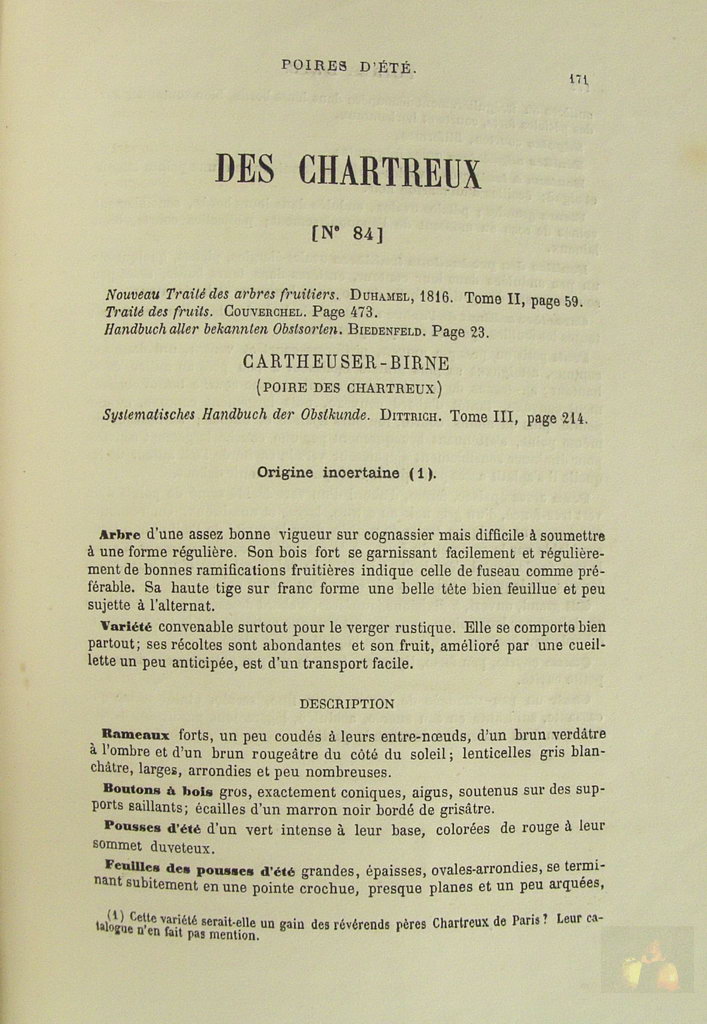 POIRES D'ÉTÉ.
171
DES CHARTREUX
[N° 84]
Nouveau Traité des arbres fruitiers. DUHAMEL, 1816. Tome II, page 59.
Traité des fruits. COUVERCHEL. Page 473.
Handbuch aller bekannten Obstsorten. BIEDENFELD. Page 23.
CARTHEUSER-BIRNE
(POIRE DES CHARTREUX)
Systematisches Handbuch der Obstkunde. DITTRICH. Tome III, page 214.
Origine incertaine (1).
Arbre d'une assez bonne vigueur sur cognassier mais difficile à soumettre
à une forme régulière. Son bois fort se garnissant facilement et régulière-
ment de bonnes ramifications fruitières indique celle de fuseau comme pré-
férable. Sa haute tige sur franc forme une belle tête bien feuillue et peu
sujette à l'alternat.
Variété convenable surtout pour le verger rustique. Elle se comporte bien
partout; ses récoltes sont abondantes et son fruit, amélioré par une cueil-
lette un peu anticipée, est d'un transport facile.
DESCRIPTION
Rameaux forts, un peu coudés à leurs entre-nœuds, d'un brun verdâtre
à l'ombre et d'un brun rougeâtre du côté du soleil; lenticelles gris blan-
châtre, larges, arrondies et peu nombreuses.
Boutons à bois gros, exactement coniques, aigus, soutenus sur des sup-
ports saillants; écailles d'un marron noir bordé de grisâtre.
Pousses d'été d'un vert intense à leur base, colorées de rouge à leur
sommet duveteux.
Feuilles des pousses d'été grandes, épaisses, ovales-arrondies, se termi-
nant subitement en une pointe crochue, presque planes et un peu arquées,
(1) Cette variété serait-elle un gain des révérends pères Chartreux de Paris? Leur ca-
talogue n'en fait pas mention.